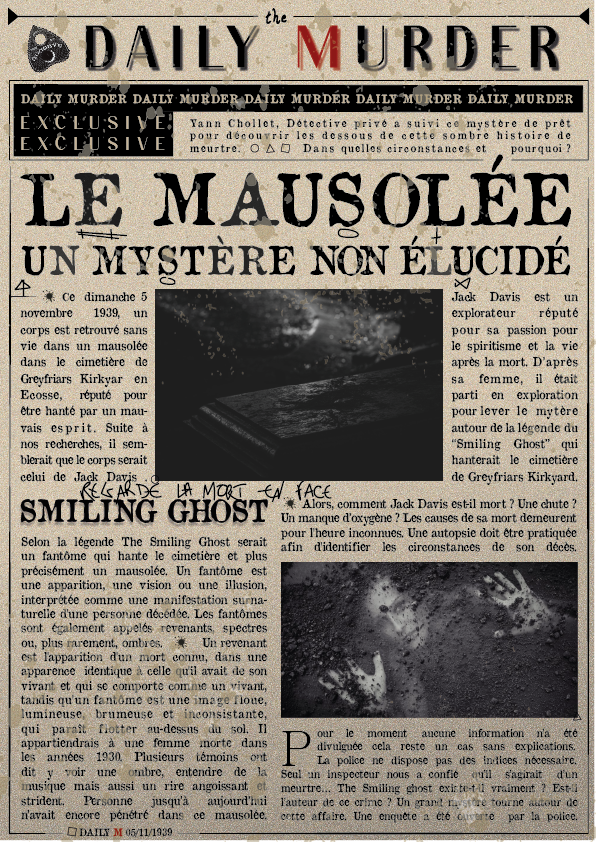 the
DAILY MURDER
DAILY MURDER DAILY MURDER DAILY MURDER DAILY MURDER DAILY MURDER
EXCLUSIVE
EXCLUSIVE
Yann Chollet, Détective privé a suivi ce mystère de prêt
pour découvrir les dessous de cette sombre histoire de
meurtre. ○ △ □ Dans quelles circonstances et pourquoi ?
LE MAUSOLÉE
UN MYSTÈRE NON ÉLUCIDÉ
Ce dimanche 5
novembre 1939, un
corps est retrouvé sans
vie dans un mausolée
dans le cimetière de
Greyfriars Kirkyar en
Ecosse, réputé pour
être hanté par un mau-
vais esprit. Suite à
nos recherches, il sem-
blerait que le corps serait
celui de Jack Davis .
Jack Davis est un
explorateur réputé
pour sa passion pour
le spiritisme et la vie
après la mort. D'après
sa femme, il était
parti en exploration
pour lever le mytère
autour de la légende du
“Smiling Ghost” qui
hanterait le cimetière
de Greyfriars Kirkyard.
REGARDE LA MORT EN FACE
SMILING GHOST
Selon la légende The Smiling Ghost serait
un fantôme qui hante le cimetière et plus
précisément un mausolée. Un fantôme est
une apparition, une vision ou une illusion,
interprétée comme une manifestation surna-
turelle d'une personne décédée. Les fantômes
sont également appelés revenants, spectres
ou, plus rarement, ombres. Un revenant
est l'apparition d'un mort connu, dans une
apparence identique à celle qu'il avait de son
vivant et qui se comporte comme un vivant,
tandis qu'un fantôme est une image floue,
lumineuse, brumeuse et inconsistante,
qui paraît flotter au-dessus du sol. Il
appartiendrais à une femme morte dans
les années 1930. Plusieurs témoins ont
dit y voir une ombre, entendre de la
musique mais aussi un rire angoissant et
strident. Personne jusqu'à aujourd'hui
n'avait encore pénétré dans ce mausolée.
Alors, comment Jack Davis est-il mort ? Une chute ?
Un manque d'oxygène ? Les causes de sa mort demeurent
pour l'heure inconnues. Une autopsie doit être pratiquée
afin d'identifier les circonstances de son décès.
Pour le moment aucune information n'a été
divulguée cela reste un cas sans explications.
La police ne dispose pas des indices nécessaire.
Seul un inspecteur nous a confié qu'il s'agirait d'un
meurtre... The Smiling ghost existe-t-il vraiment ? Est-il
l'auteur de ce crime ? Un grand mystère tourne autour de
cette affaire. Une enquête a été ouverte par la police.
DAILY M 05/11/1939